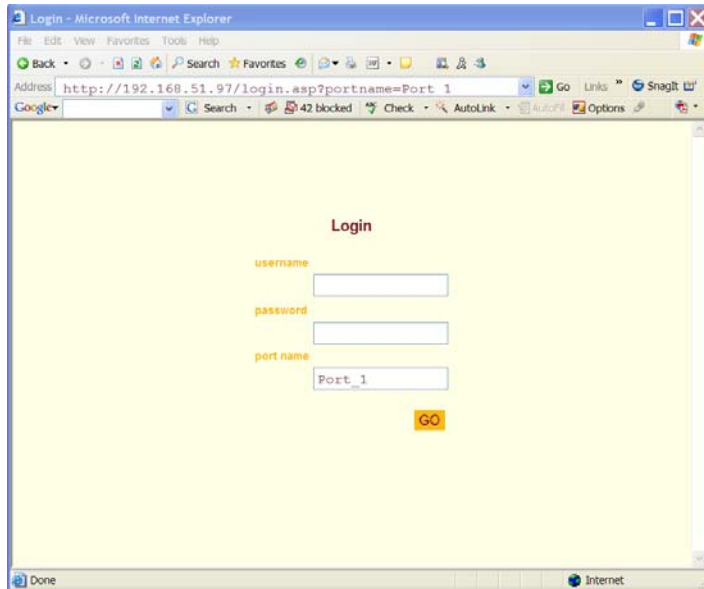 Login - Microsoft Internet Explorer
File Edit View Favorites Tools Help
Back Search Favorites
Address http://192.168.51.97/login.asp?portname=Port_1 Go Links » SnagIt
Google Search 42 blocked Check AutoLink AutoFill Options
Login
username
password
port name
Port_1
GO
Done Internet